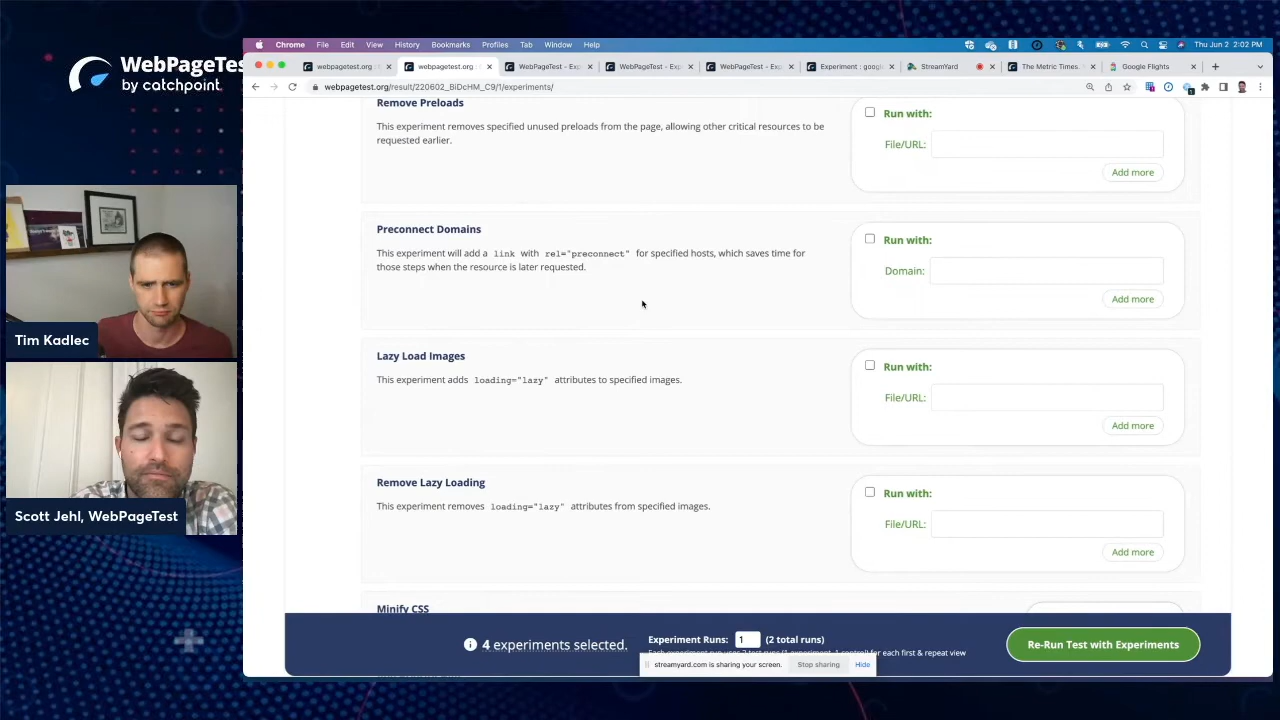 WebPageTes
by catchpoint
Tim Kadlec
Scott Jehl, WebPageTest
Chrome File Edit View History Bookmarks Profiles Tab Window Help
Thu Jun 2 2:02 PM
webpagetest.org
webpagetest.org
WebPageTest - Exp
WebPageTest - Exp
WebPageTest - Exp
Experiment : googl
StreamYard
The Metric Times.
Google Flights
webpagetest.org/result/220602_BiDcHM_C9/1/experiments/
Remove Preloads
This experiment removes specified unused preloads from the page, allowing other critical resources to be
requested earlier.
Run with:
File/URL:
Add more
Preconnect Domains
This experiment will add a link with rel="preconnect" for specified hosts, which saves time for
those steps when the resource is later requested.
Run with:
Domain:
Add more
Lazy Load Images
This experiment adds loading="lazy" attributes to specified images.
Run with:
File/URL:
Add more
Remove Lazy Loading
This experiment removes loading="lazy" attributes from specified images.
Run with:
File/URL:
Add more
Minify CSS
4 experiments selected.
Experiment Runs: 1 (2 total runs)
for each first & repeat view
Re-Run Test with Experiments
streamyard.com is sharing your screen.
Stop sharing
Hide